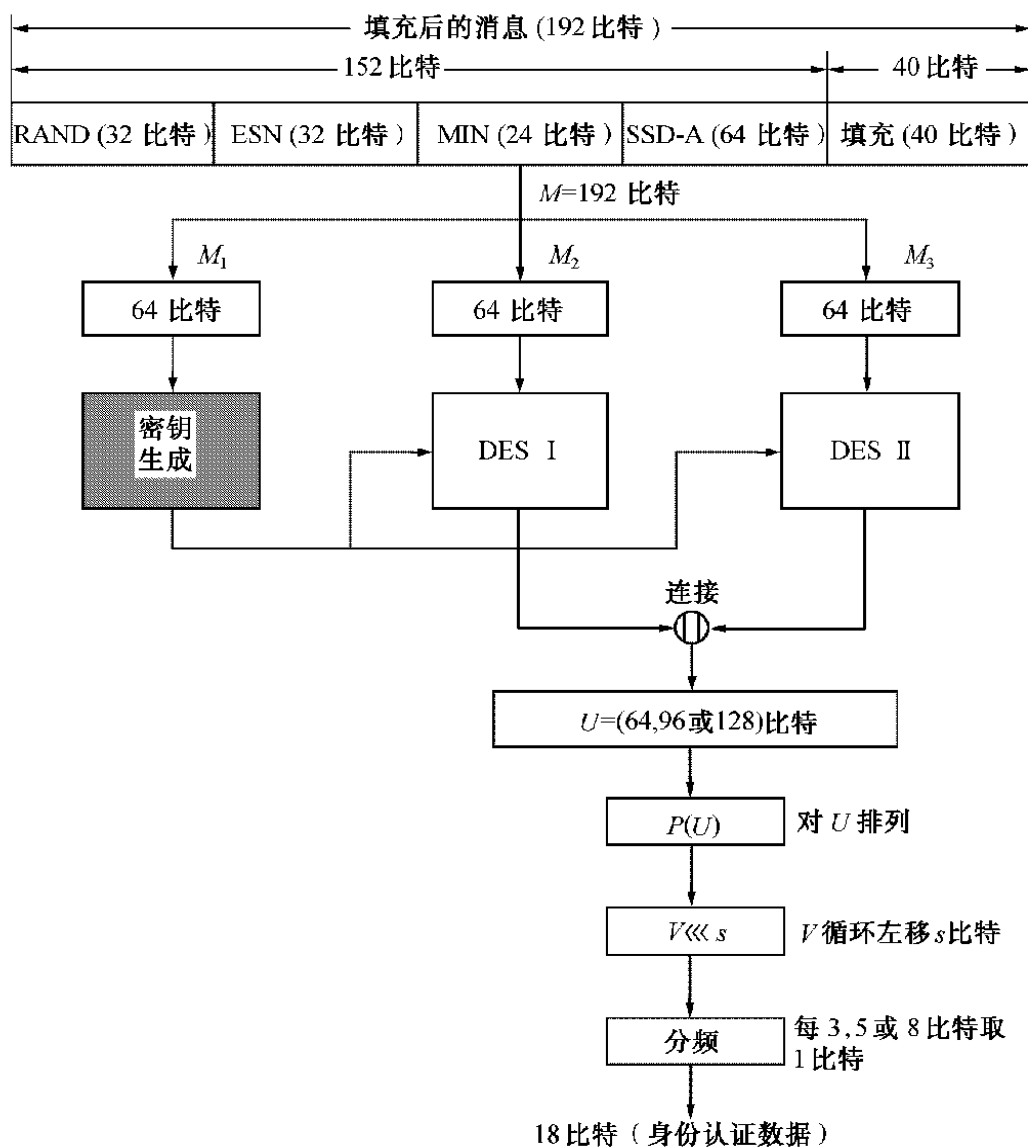 填充后的消息 (192 比特)
152 比特
40 比特
RAND (32 比特) ESN (32 比特) MIN (24 比特) SSD-A (64 比特) 填充 (40 比特)
M=192 比特
M₁ M₂ M₃
64 比特 64 比特 64 比特
密钥
生成
DES Ⅰ
DES Ⅱ
连接
U=(64,96或128)比特
P(U) 对 U 排列
V⋘ s V循环左移s比特
分频 每 3,5 或 8 比特取
1 比特
18比特 (身份认证数据)